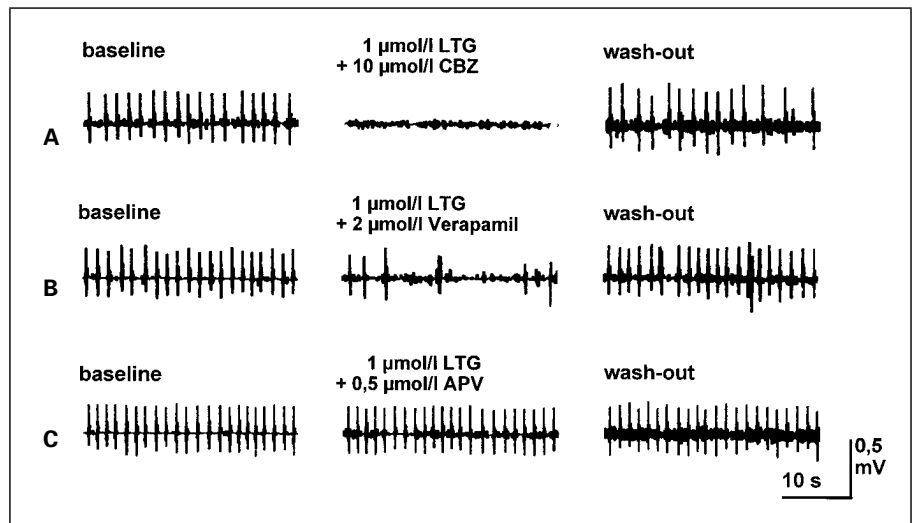 baseline
1 µmol/l LTG
+ 10 µmol/l CBZ
wash-out
A
baseline
1 µmol/l LTG
+ 2 µmol/l Verapamil
wash-out
B
baseline
1 µmol/l LTG
+ 0,5 µmol/l APV
wash-out
C
0,5
mV
10 s